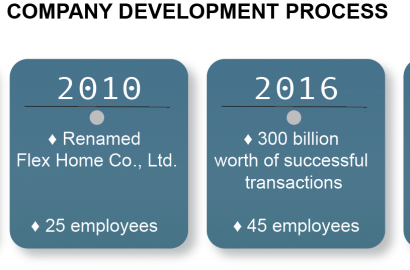 COMPANY DEVELOPMENT PROCESS
2010
♦ Renamed
Flex Home Co., Ltd.
♦ 25 employees
2016
♦ 300 billion
worth of successful
transactions
♦ 45 employees